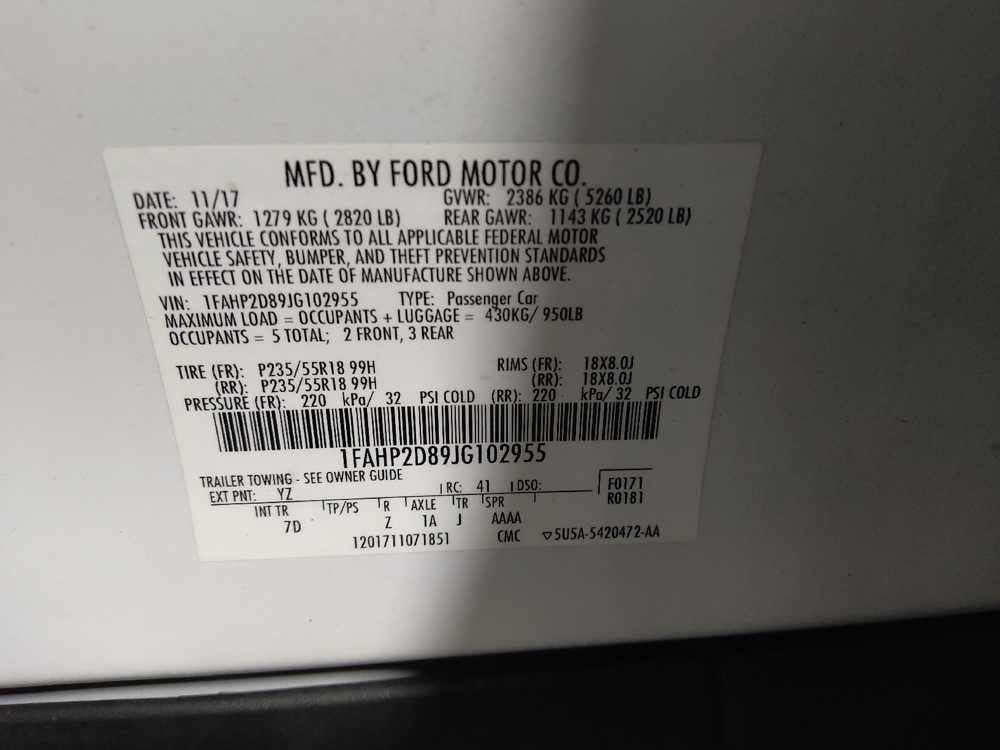 MFD. BY FORD MOTOR CO.
DATE: 11/17 GVWR: 2386 KG ( 5260 LB)
FRONT GAWR: 1279 KG ( 2820 LB) REAR GAWR: 1143 KG ( 2520 LB)
THIS VEHICLE CONFORMS TO ALL APPLICABLE FEDERAL MOTOR
VEHICLE SAFETY, BUMPER, AND THEFT PREVENTION STANDARDS
IN EFFECT ON THE DATE OF MANUFACTURE SHOWN ABOVE.
VIN: 1FAHP2D89JG102955 TYPE: Passenger Car
MAXIMUM LOAD = OCCUPANTS + LUGGAGE = 430KG/ 950LB
OCCUPANTS = 5 TOTAL; 2 FRONT, 3 REAR
TIRE (FR): P235/55R18 99H RIMS (FR): 18X8.0J
(RR): P235/55R18 99H (RR): 18X8.0J
PRESSURE (FR): 220 kPa/ 32 PSI COLD (RR): 220 kPa/ 32 PSI COLD
1FAHP2D89JG102955
TRAILER TOWING - SEE OWNER GUIDE
EXT PNT: YZ RC: 41 DSO: F0171
R0181
INT TR TP/PS R AXLE TR SPR
7D Z 1A J AAAA
1201711071851 CMC ▽5U5A-5420472-AA